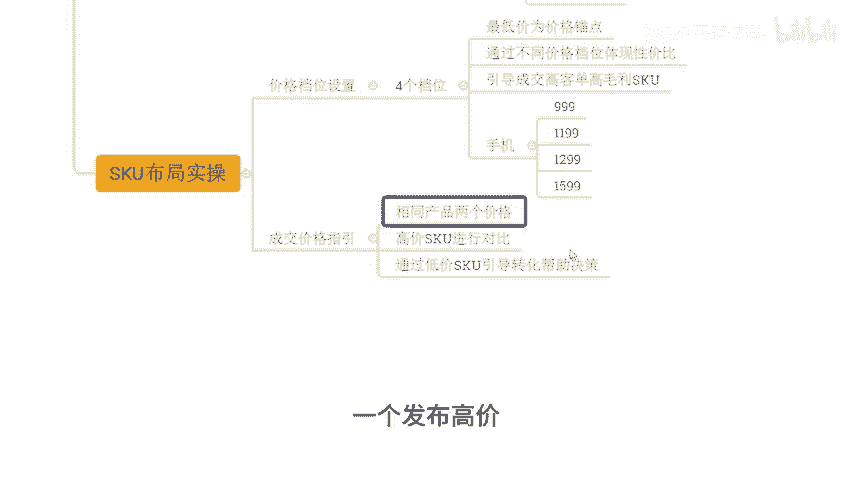 最低价为价格锚点
通过不同价格档位体现性价比
价格档位设置
4个档位
引导成交高客单高毛利SKU
999
1199
手机
1299
1599
SKU布局实操
相同产品两个价格
成交价格指引
高价SKU进行对比
通过低价SKU引导转化帮助决策
一个发布高价
bilibili